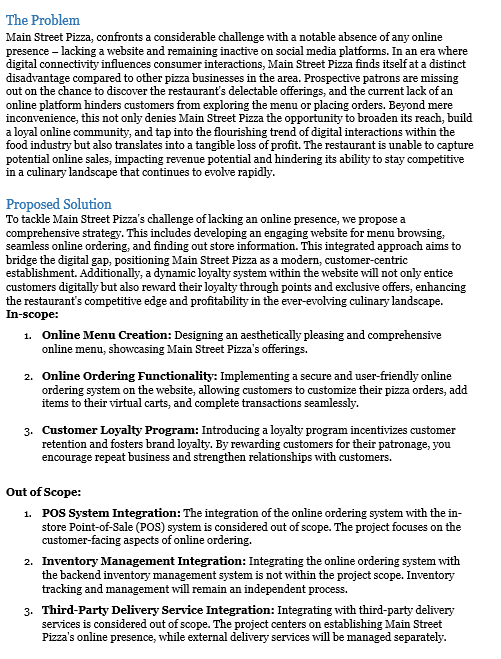 The Problem
Main Street Pizza, confronts a considerable challenge with a notable absence of any online
presence – lacking a website and remaining inactive on social media platforms. In an era where
digital connectivity influences consumer interactions, Main Street Pizza finds itself at a distinct
disadvantage compared to other pizza businesses in the area. Prospective patrons are missing
out on the chance to discover the restaurant's delectable offerings, and the current lack of an
online platform hinders customers from exploring the menu or placing orders. Beyond mere
inconvenience, this not only denies Main Street Pizza the opportunity to broaden its reach, build
a loyal online community, and tap into the flourishing trend of digital interactions within the
food industry but also translates into a tangible loss of profit. The restaurant is unable to capture
potential online sales, impacting revenue potential and hindering its ability to stay competitive
in a culinary landscape that continues to evolve rapidly.
Proposed Solution
To tackle Main Street Pizza's challenge of lacking an online presence, we propose a
comprehensive strategy. This includes developing an engaging website for menu browsing,
seamless online ordering, and finding out store information. This integrated approach aims to
bridge the digital gap, positioning Main Street Pizza as a modern, customer-centric
establishment. Additionally, a dynamic loyalty system within the website will not only entice
customers digitally but also reward their loyalty through points and exclusive offers, enhancing
the restaurant's competitive edge and profitability in the ever-evolving culinary landscape.
In-scope:
1. Online Menu Creation: Designing an aesthetically pleasing and comprehensive
online menu, showcasing Main Street Pizza's offerings.
2. Online Ordering Functionality: Implementing a secure and user-friendly online
ordering system on the website, allowing customers to customize their pizza orders, add
items to their virtual carts, and complete transactions seamlessly.
3. Customer Loyalty Program: Introducing a loyalty program incentivizes customer
retention and fosters brand loyalty. By rewarding customers for their patronage, you
encourage repeat business and strengthen relationships with customers.
Out of Scope:
1. POS System Integration: The integration of the online ordering system with the in-
store Point-of-Sale (POS) system is considered out of scope. The project focuses on the
customer-facing aspects of online ordering.
2. Inventory Management Integration: Integrating the online ordering system with
the backend inventory management system is not within the project scope. Inventory
tracking and management will remain an independent process.
3. Third-Party Delivery Service Integration: Integrating with third-party delivery
services is considered out of scope. The project centers on establishing Main Street
Pizza's online presence, while external delivery services will be managed separately.